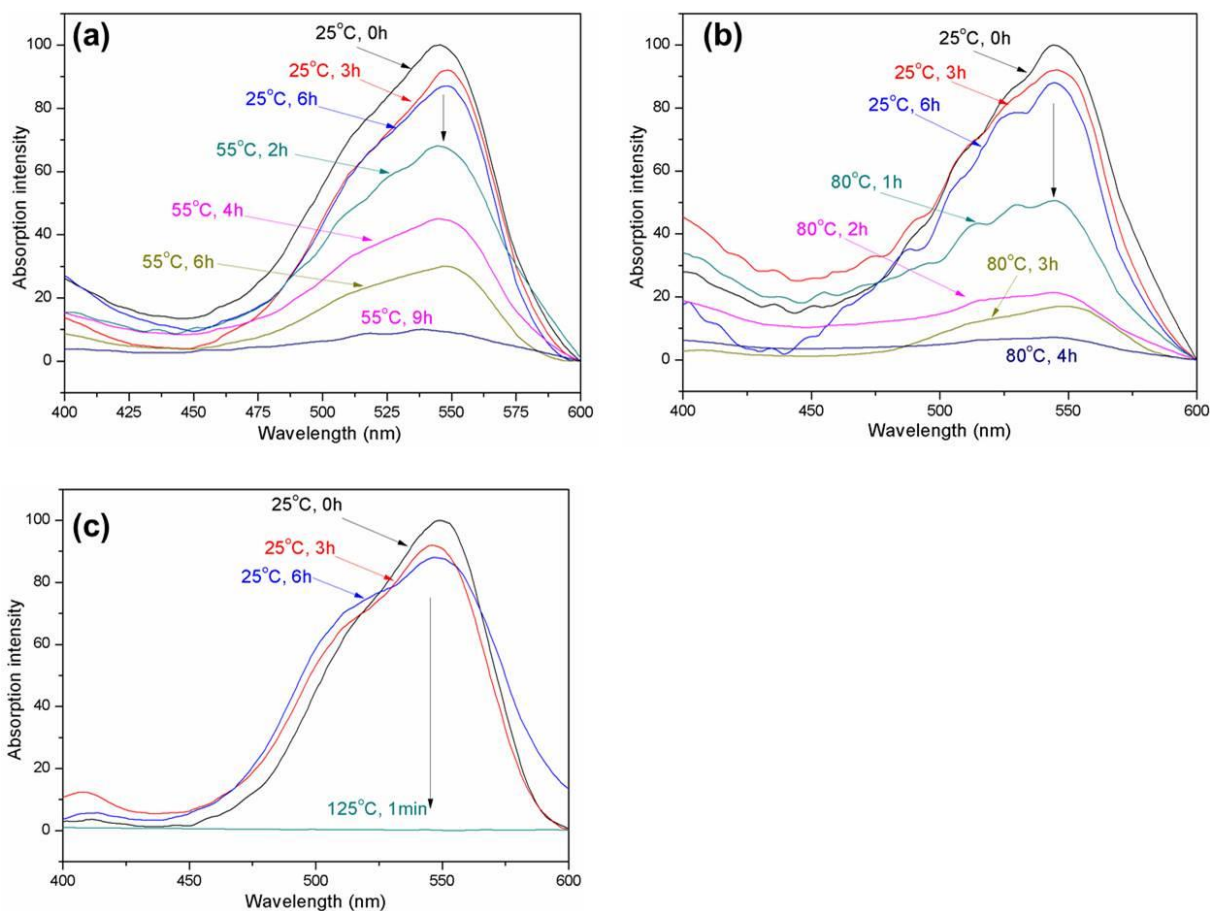 (a)
25°C, 0h
25°C, 3h
25°C, 6h
55°C, 2h
55°C, 4h
55°C, 6h
55°C, 9h
Absorption intensity
100
80
60
40
20
0
400 425 450 475 500 525 550 575 600
Wavelength (nm)
(b)
25°C, 0h
25°C, 3h
25°C, 6h
80°C, 1h
80°C, 2h
80°C, 3h
80°C, 4h
Absorption intensity
100
80
60
40
20
0
400 450 500 550 600
Wavelength (nm)
(c)
25°C, 0h
25°C, 3h
25°C, 6h
125°C, 1min
Absorption intensity
100
80
60
40
20
0
400 450 500 550 600
Wavelength (nm)